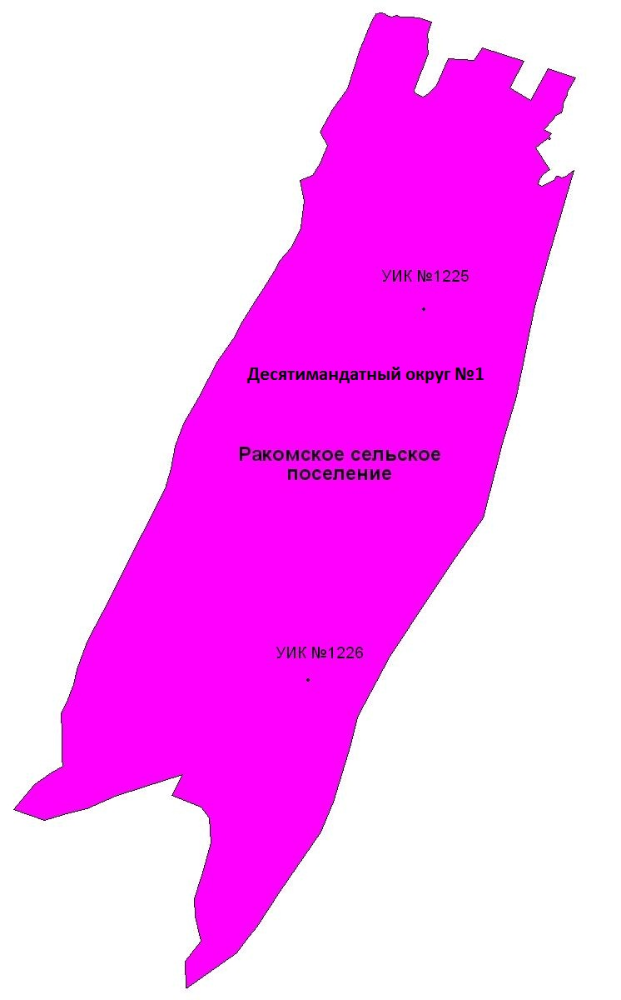 УИК №1225
Десятимандатный округ №1
Ракомское сельское
поселение
УИК №1226